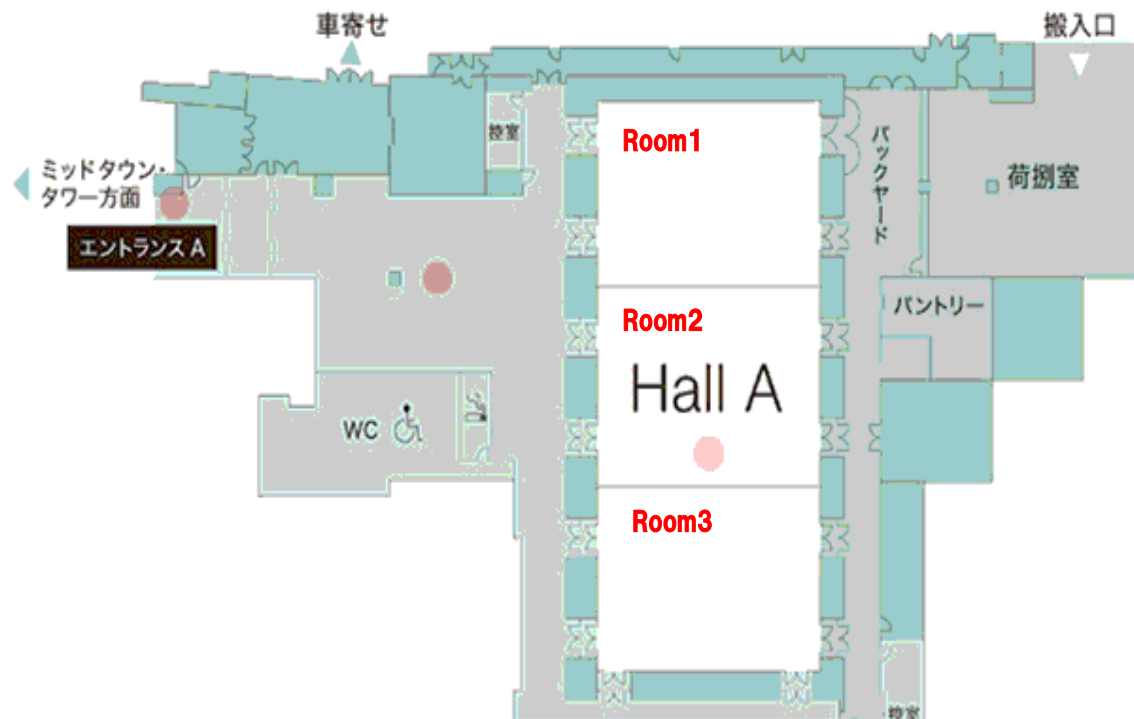 車寄せ
搬入口
控室
Room1
バックヤード
荷捌室
ミッドタウン・
タワー方面
エントランス A
パントリー
Room2
Hall A
WC
Room3
控室